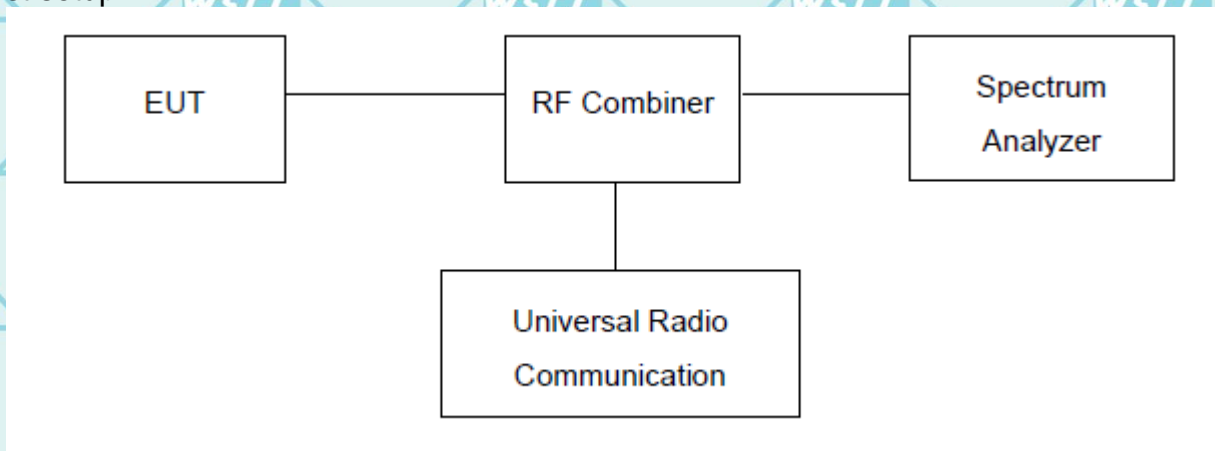 EUT
RF Combiner
Spectrum
Analyzer
Universal Radio
Communication